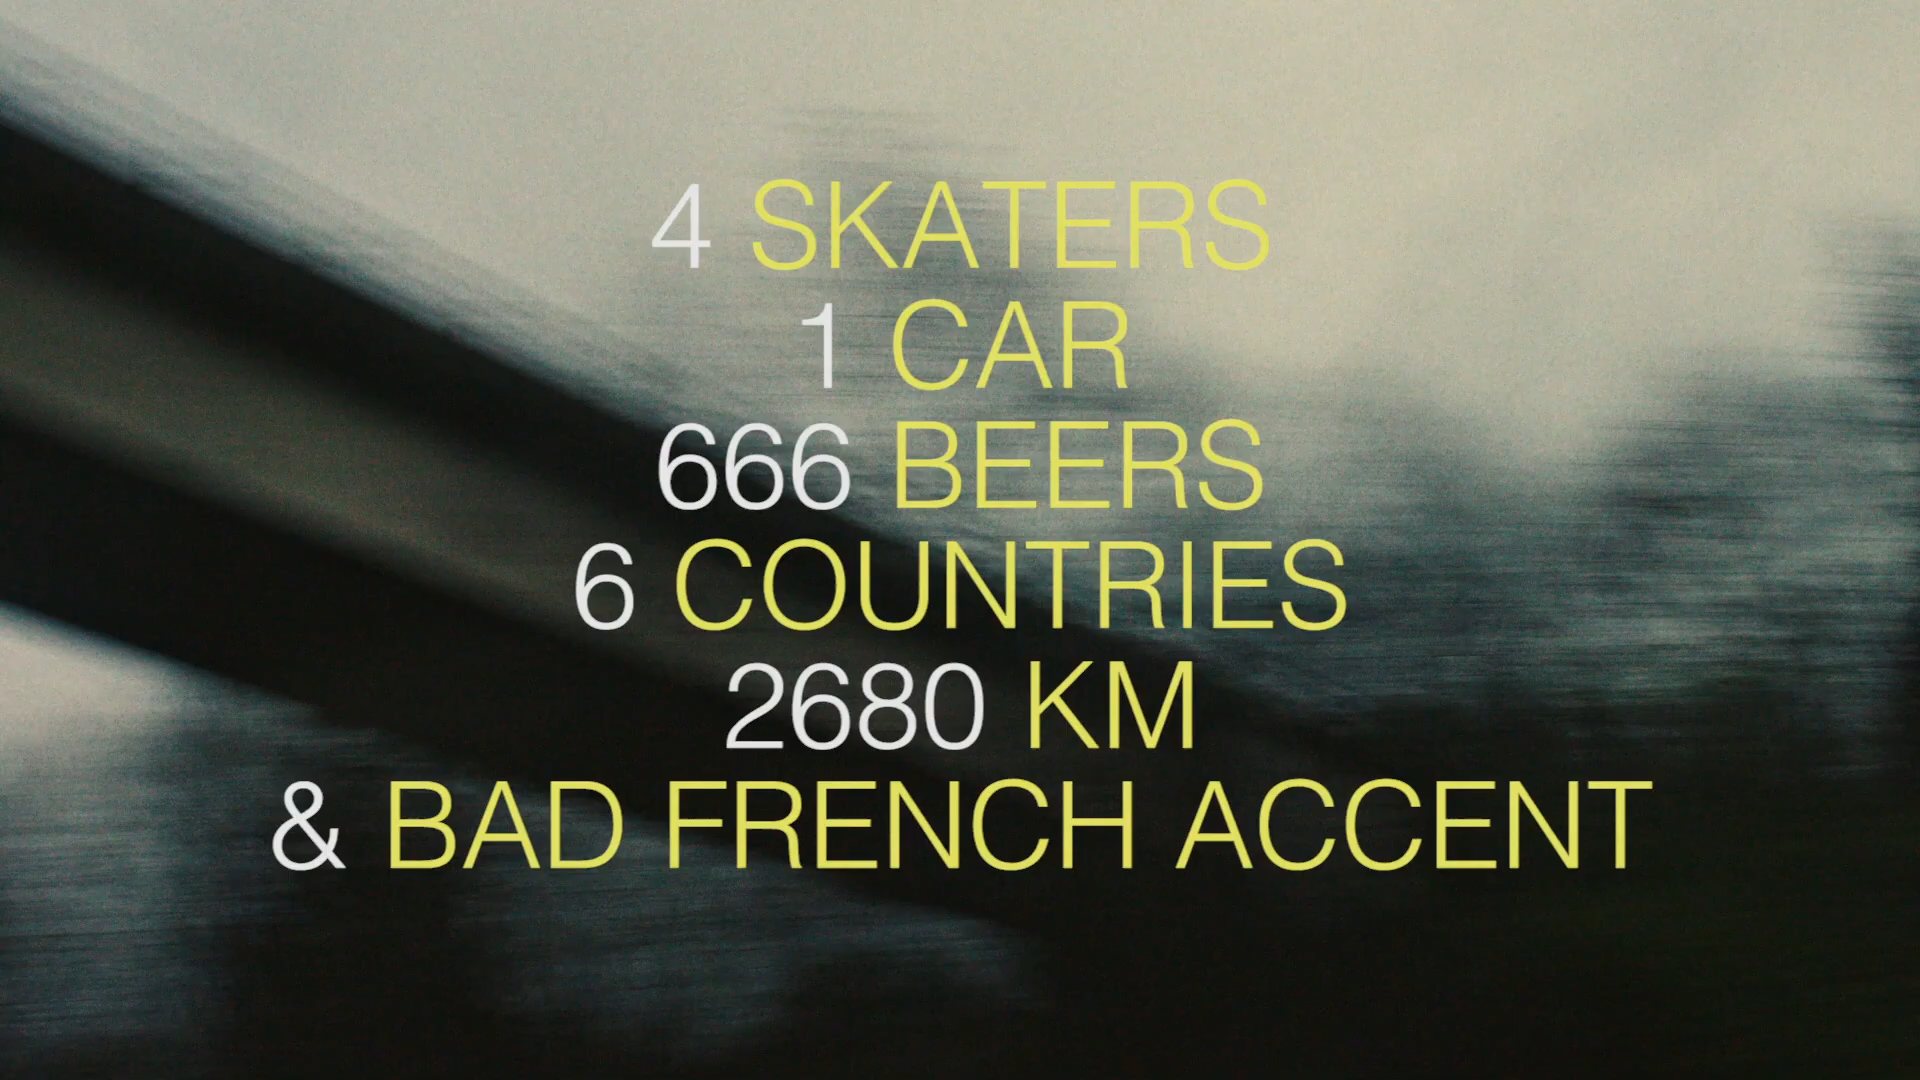 4 SKATERS
1 CAR
666 BEERS
6 COUNTRIES
2680 KM
& BAD FRENCH ACCENT